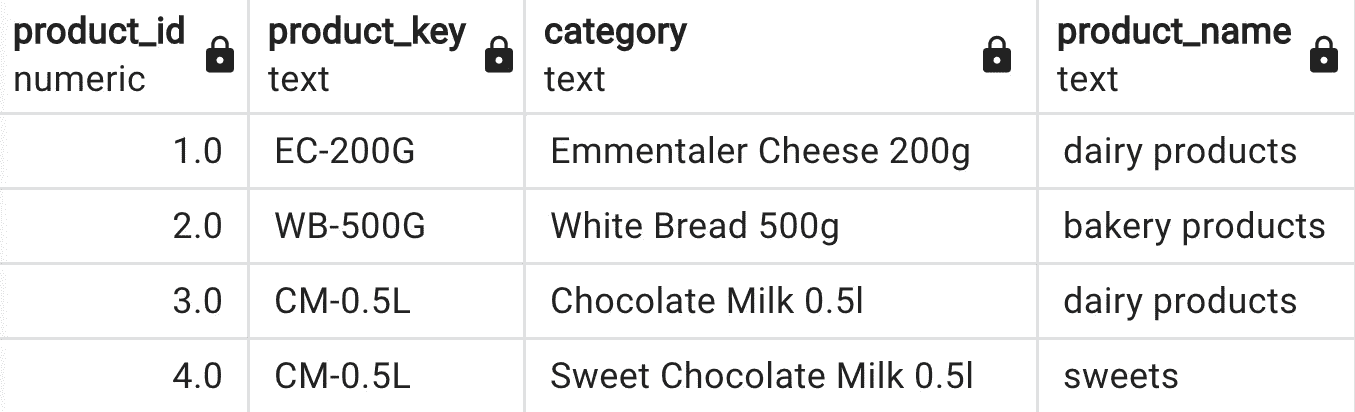 product_id product_key category product_name
numeric text text text
1.0 EC-200G Emmentaler Cheese 200g dairy products
2.0 WB-500G White Bread 500g bakery products
3.0 CM-0.5L Chocolate Milk 0.5l dairy products
4.0 CM-0.5L Sweet Chocolate Milk 0.5l sweets